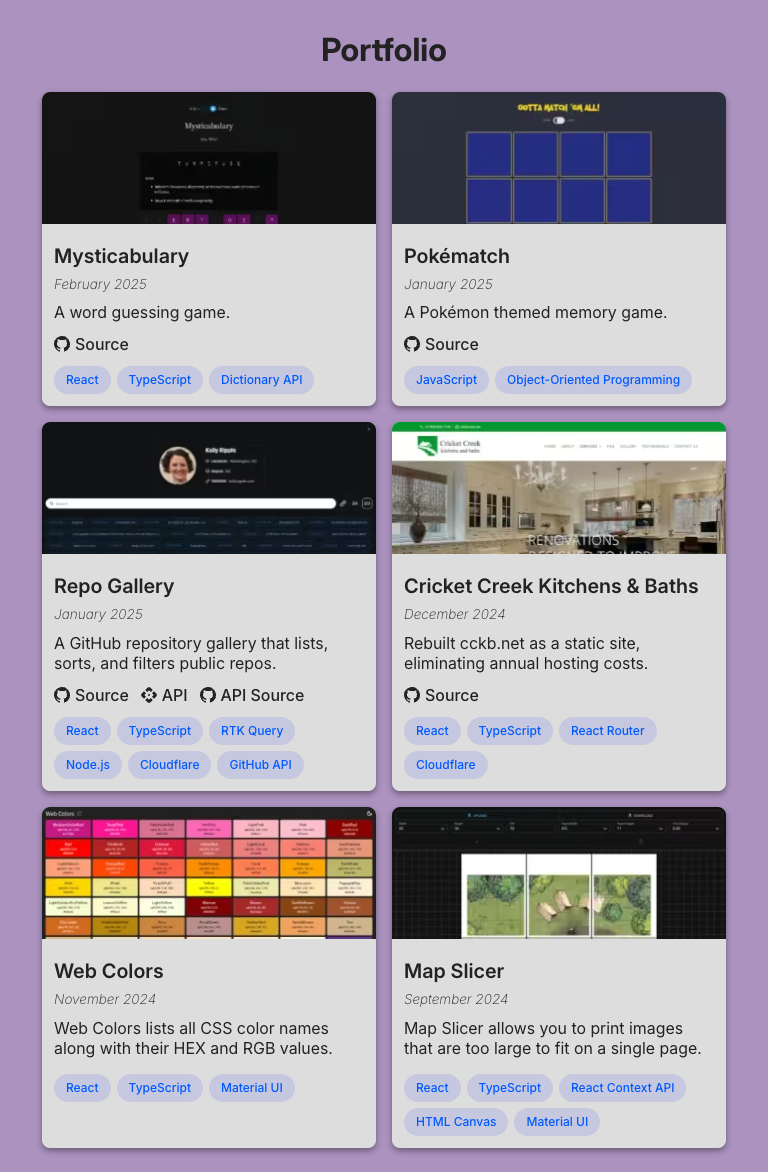 Portfolio
Mysticabulary
Mysticabulary
February 2025
A word guessing game.
Source
React TypeScript Dictionary API
GOTTA MATCH 'EM ALL!
Pokématch
January 2025
A Pokémon themed memory game.
Source
JavaScript Object-Oriented Programming
Kelly Ripple
Repo Gallery
January 2025
A GitHub repository gallery that lists,
sorts, and filters public repos.
Source API API Source
React TypeScript RTK Query
Node.js Cloudflare GitHub API
Cricket Creek
kitchens and baths
HOME ABOUT SERVICES FAQ GALLERY TESTIMONIALS CONTACT US
RENOVATIONS
DESIGNED TO IMPROVE
Cricket Creek Kitchens & Baths
December 2024
Rebuilt cckb.net as a static site,
eliminating annual hosting costs.
Source
React TypeScript React Router
Cloudflare
Web Colors
Web Colors
November 2024
Web Colors lists all CSS color names
along with their HEX and RGB values.
React TypeScript Material UI
UPLOAD DOWNLOAD
Map Slicer
September 2024
Map Slicer allows you to print images
that are too large to fit on a single page.
React TypeScript React Context API
HTML Canvas Material UI